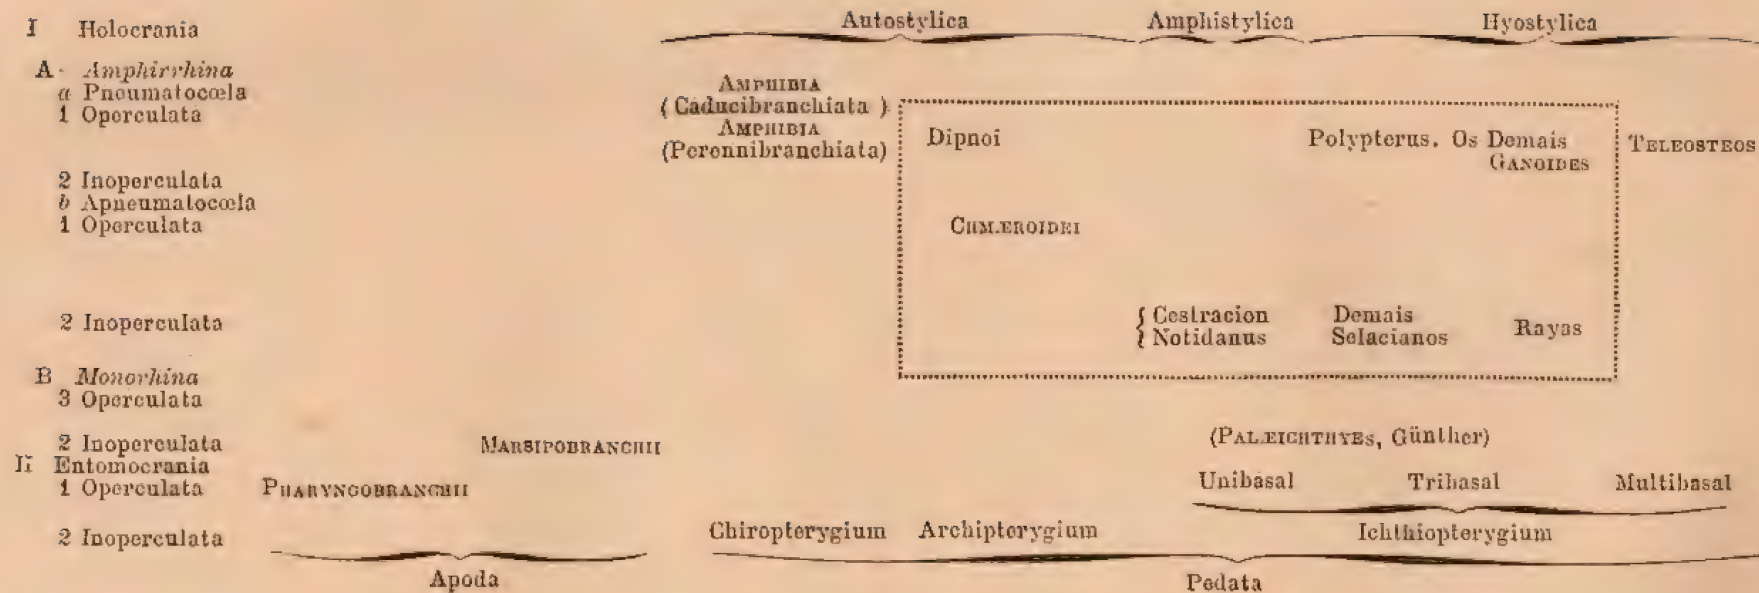 Autostylica Amphistylica Hyostylica
I Holocrania
A Amphirrhina
a Pneumatocœla
AMPHIBIA
1 Operculata
(Caducibranchiata)
AMPHIBIA
(Perennibranchiata)
Dipnoi Polypterus. Os Demais TELEOSTEOS
GANOIDES
2 Inoperculata
b Apneumatocœla
1 Operculata
CHMÆROIDEI
2 Inoperculata
{ Cestracion Demais Rayas
{ Notidanus Selacianos
B Monorhina
3 Operculata
2 Inoperculata MARSIPOBRANCHII (PALÆICHTHYES, Günther)
II Entomocrania
1 Operculata PHARYNGOBRANCHII Unibasal Tribasal Multibasal
2 Inoperculata Chiropterygium Archipterygium Ichthiopterygium
Apoda Pedata